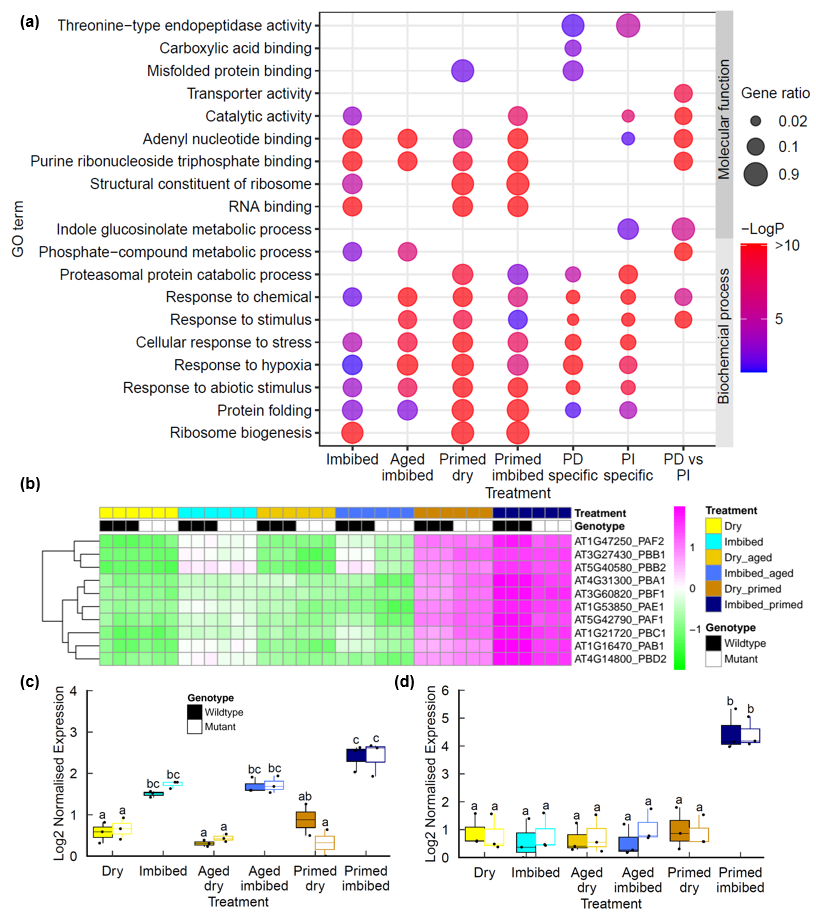 (a)
GO term
Threonine−type endopeptidase activity
Carboxylic acid binding
Misfolded protein binding
Transporter activity
Catalytic activity
Adenyl nucleotide binding
Purine ribonucleoside triphosphate binding
Structural constituent of ribosome
RNA binding
Indole glucosinolate metabolic process
Phosphate−compound metabolic process
Proteasomal protein catabolic process
Response to chemical
Response to stimulus
Cellular response to stress
Response to hypoxia
Response to abiotic stimulus
Protein folding
Ribosome biogenesis
Molecular function
Biochemcial process
Gene ratio
0.02
0.1
0.9
−LogP
>10
5
Imbibed
Aged
imbibed
Primed
dry
Primed
imbibed
PD
specific
PI
specific
PD vs
PI
Treatment
(b)
Treatment
Genotype
AT1G47250_PAF2
AT3G27430_PBB1
AT5G40580_PBB2
AT4G31300_PBA1
AT3G60820_PBF1
AT1G53850_PAE1
AT5G42790_PAF1
AT1G21720_PBC1
AT1G16470_PAB1
AT4G14800_PBD2
1
0
−1
Treatment
Dry
Imbibed
Dry_aged
Imbibed_aged
Dry_primed
Imbibed_primed
Genotype
Wildtype
Mutant
(c)
Log2 Normalised Expression
4
3
2
1
0
Genotype
Wildtype
Mutant
a a bc bc a a bc bc ab a c c
Dry
Imbibed
Aged
dry
Aged
imbibed
Primed
dry
Primed
imbibed
Treatment
(d)
Log2 Normalised Expression
6
5
4
3
2
1
0
a a a a a a a a a a b b
Dry
Imbibed
Aged
dry
Aged
imbibed
Primed
dry
Primed
imbibed
Treatment